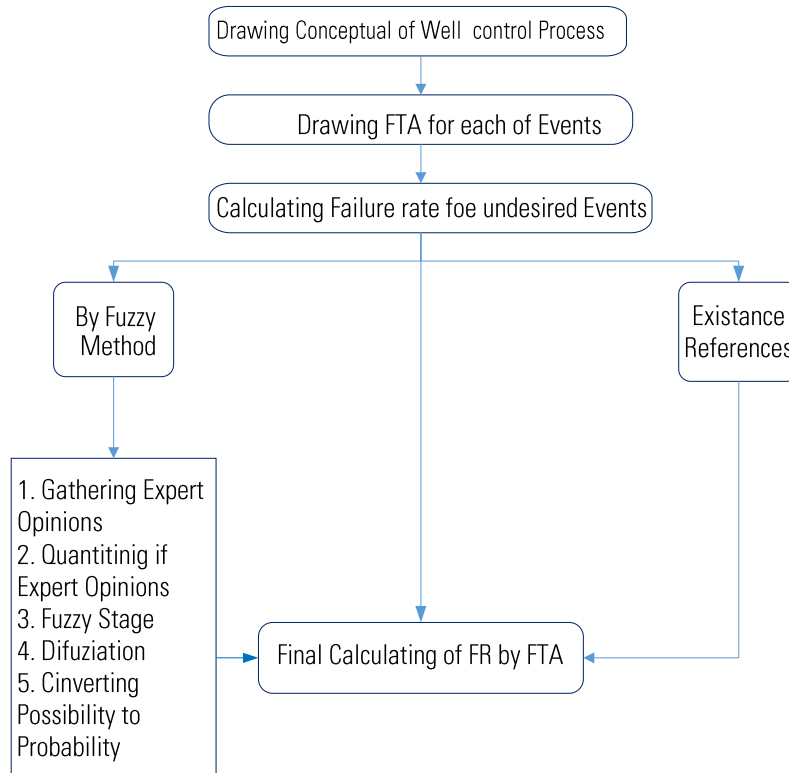 Drawing Conceptual of Well control Process
Drawing FTA for each of Events
Calculating Failure rate foe undesired Events
By Fuzzy
Method
Existance
References
1. Gathering Expert
Opinions
2. Quantitinig if
Expert Opinions
3. Fuzzy Stage
4. Difuziation
5. Cinverting
Possibility to
Probability
Final Calculating of FR by FTA